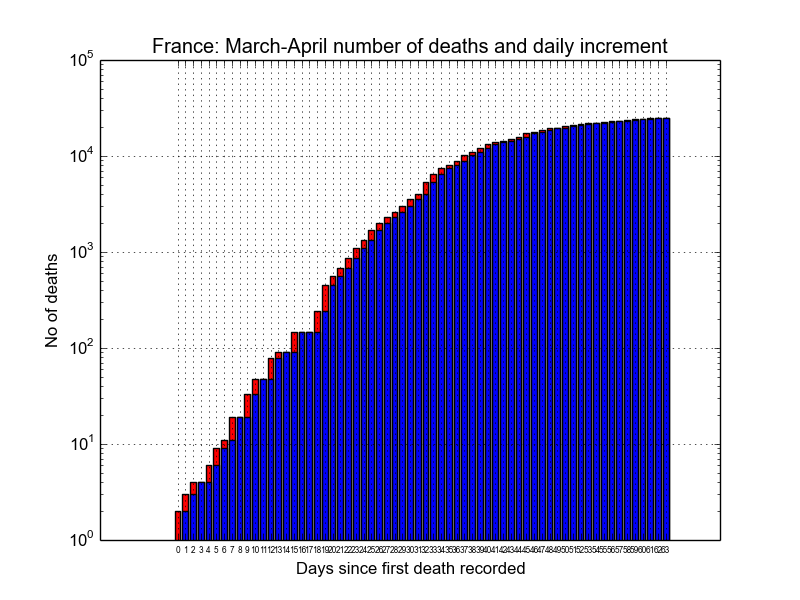 France: March-April number of deaths and daily increment
10^5
10^4
10^3
10^2
10^1
10^0
No of deaths
0 1 2 3 4 5 6 7 8 9 10 11 12 13 14 15 16 17 18 19 20 21 22 23 24 25 26 27 28 29 30 31 32 33 34 35 36 37 38 39 40 41 42 43 44 45 46 47 48 49 50 51 52 53 54 55 56 57 58 59 60 61 62 63
Days since first death recorded